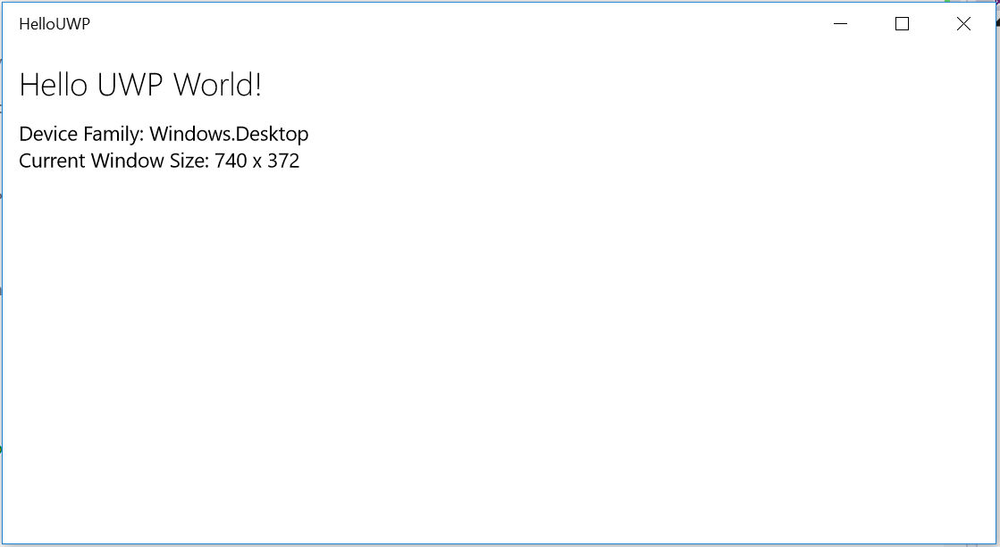 HelloUWP
Hello UWP World!
Device Family: Windows.Desktop
Current Window Size: 740 x 372